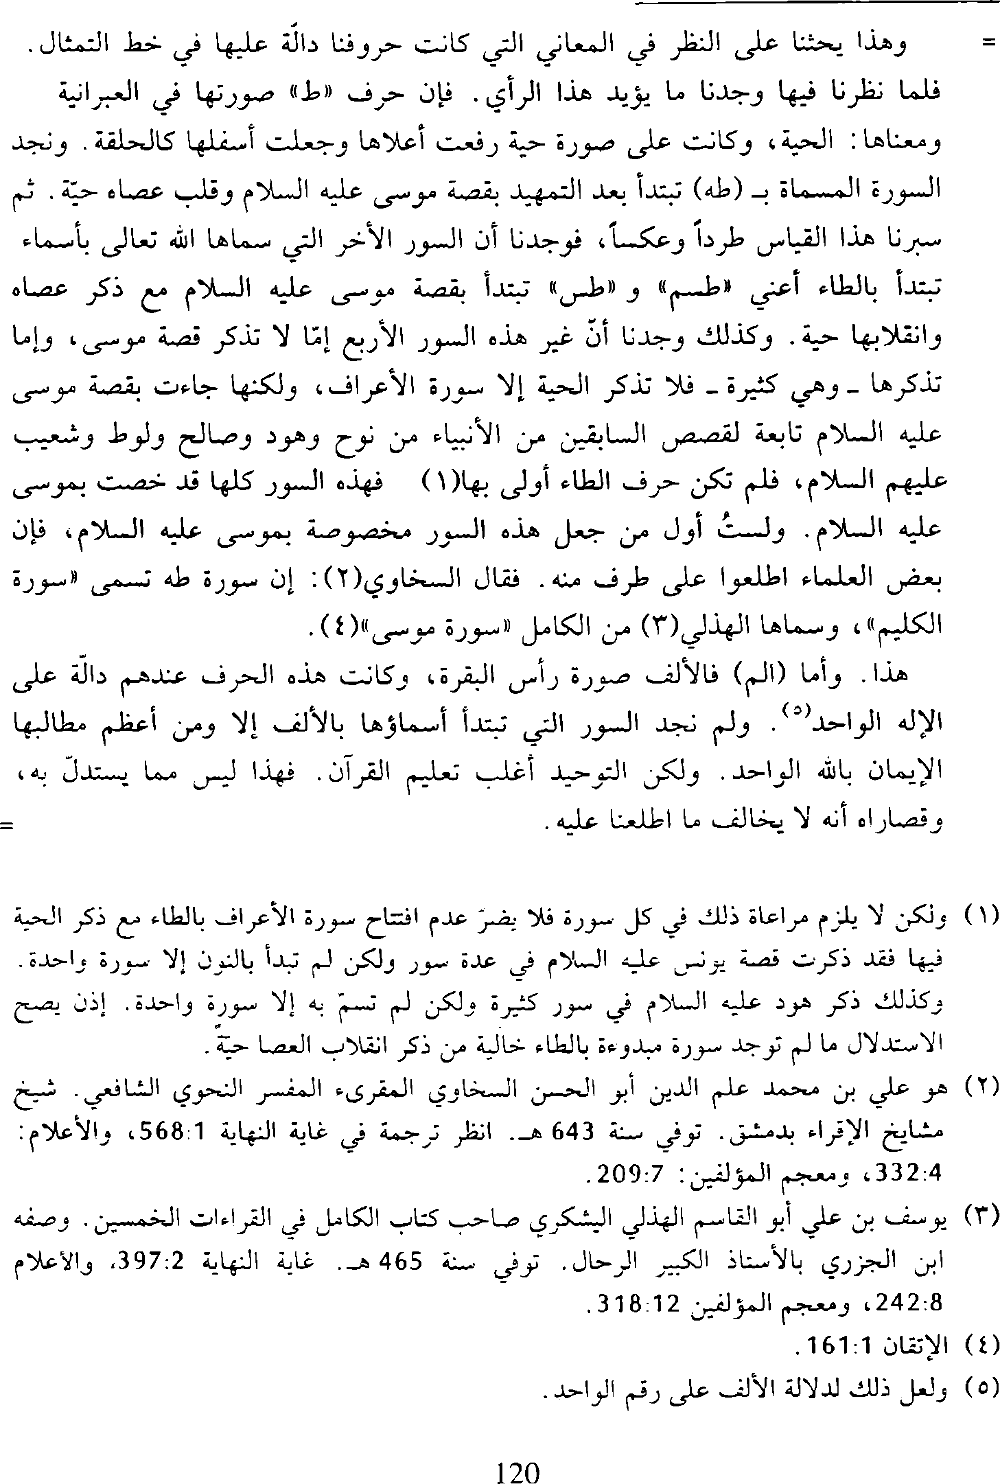 = وهذا يحثنا على النظر في المعاني التي كانت حروفنا دالّة عليها في خط التمثال.
فلما نظرنا فيها وجدنا ما يؤيد هذا الرأي. فإن حرف «ط» صورتها في العبرانية
ومعناها: الحية، وكانت على صورة حية رفعت أعلاها وجعلت أسفلها كالحلقة. ونجد
السورة المسماة بـ (طه) تبتدأ بعد التمهيد بقصة موسى عليه السلام وقلب عصاه حيّة. ثم
سبرنا هذا القياس طرداً وعكساً، فوجدنا أن السور الأخر التي سماها الله تعالى بأسماء
تبتدأ بالطاء أعني «طسم» و «طس» تبتدأ بقصة موسى عليه السلام مع ذكر عصاه
وانقلابها حية. وكذلك وجدنا أنّ غير هذه السور الأربع إمّا لا تذكر قصة موسى، وإما
تذكرها ـ وهي كثيرة ـ فلا تذكر الحية إلا سورة الأعراف، ولكنها جاءت بقصة موسى
عليه السلام تابعة لقصص السابقين من الأنبياء من نوح وهود وصالح ولوط وشعيب
عليهم السلام، فلم تكن حرف الطاء أولى بها(١) فهذه السور كلها قد خصت بموسى
عليه السلام. ولستُ أول من جعل هذه السور مخصوصة بموسى عليه السلام، فإن
بعض العلماء اطلعوا على طرف منه. فقال السخاوي(٢): إن سورة طه تسمى «سورة
الكليم»، وسماها الهذلي(٣) من الكامل «سورة موسى»(٤).
هذا. وأما (الم) فالألف صورة رأس البقرة، وكانت هذه الحرف عندهم دالّة على
الإله الواحد(٥). ولم نجد السور التي تبتدأ أسماؤها بالألف إلا ومن أعظم مطالبها
الإيمان بالله الواحد. ولكن التوحيد أغلب تعليم القرآن. فهذا ليس مما يستدلّ به،
وقصاراه أنه لا يخالف ما اطلعنا عليه. =
(١) ولكن لا يلزم مراعاة ذلك في كل سورة فلا يضرّ عدم افتتاح سورة الأعراف بالطاء مع ذكر الحية
فيها فقد ذكرت قصة يونس عليه السلام في عدة سور ولكن لم تبدأ بالنون إلا سورة واحدة.
وكذلك ذكر هود عليه السلام في سور كثيرة ولكن لم تسمّ به إلا سورة واحدة. إذن يصح
الاستدلال ما لم توجد سورة مبدوءة بالطاء خالية من ذكر انقلاب العصا حيّةً.
(٢) هو علي بن محمد علم الدين أبو الحسن السخاوي المقرىء المفسر النحوي الشافعي. شيخ
مشايخ الإقراء بدمشق. توفي سنة 643 هـ. انظر ترجمة في غاية النهاية 568:1، والأعلام:
332:4، ومعجم المؤلفين: 209:7.
(٣) يوسف بن علي أبو القاسم الهذلي اليشكري صاحب كتاب الكامل في القراءات الخمسين. وصفه
ابن الجزري بالأستاذ الكبير الرحال. توفي سنة 465 هـ. غاية النهاية 397:2، والأعلام
242:8، ومعجم المؤلفين 318:12.
(٤) الإتقان 161:1.
(٥) ولعل ذلك لدلالة الألف على رقم الواحد.
120